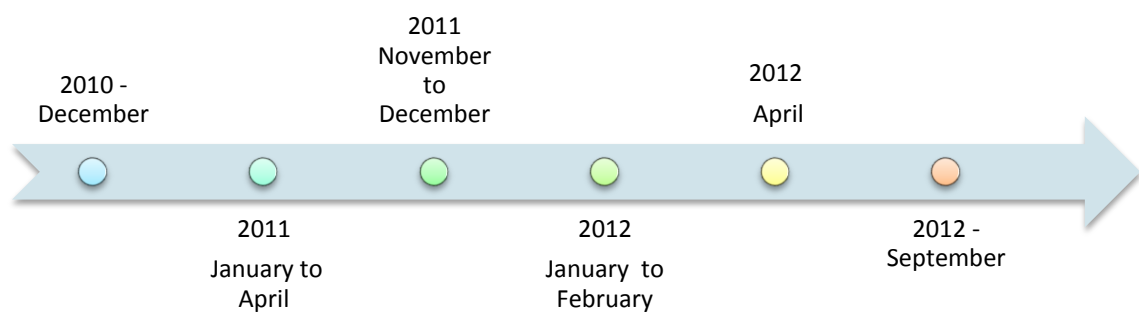 2010 -
December
2011
January to
April
2011
November
to
December
2012
January to
February
2012
April
2012 -
September